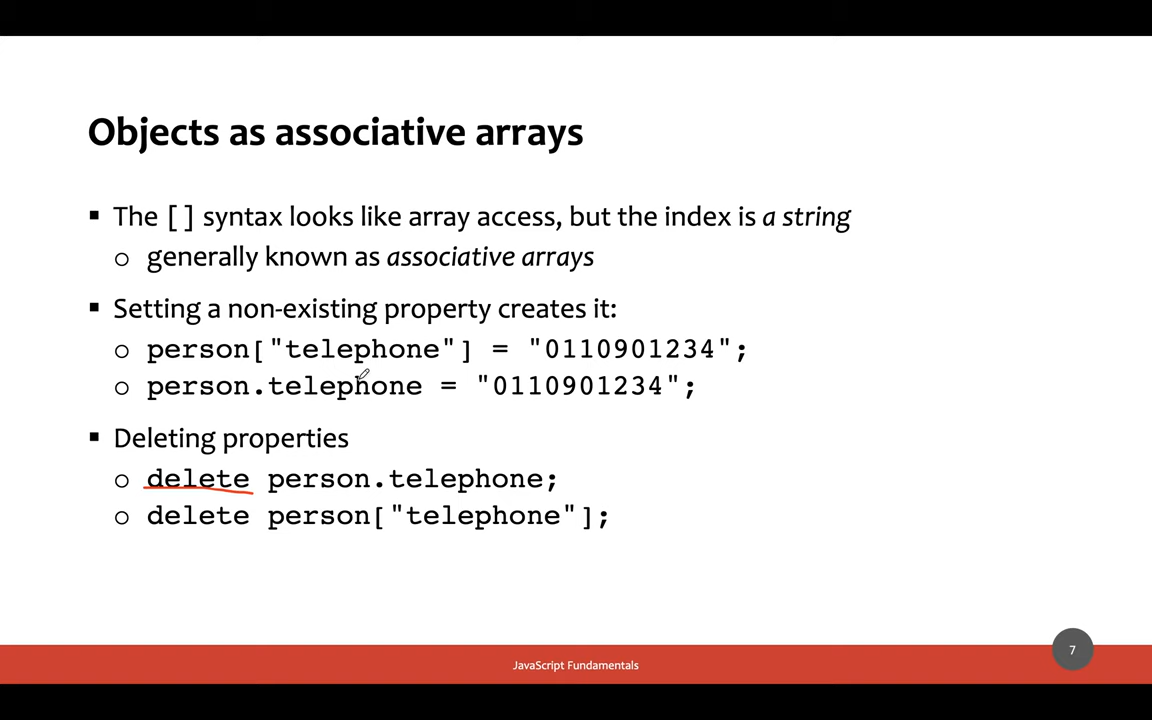 Objects as associative arrays
▪ The [] syntax looks like array access, but the index is a string
o generally known as associative arrays
▪ Setting a non-existing property creates it:
o person["telephone"] = "0110901234";
o person.telephone = "0110901234";
▪ Deleting properties
o delete person.telephone;
o delete person["telephone"];
JavaScript Fundamentals
7